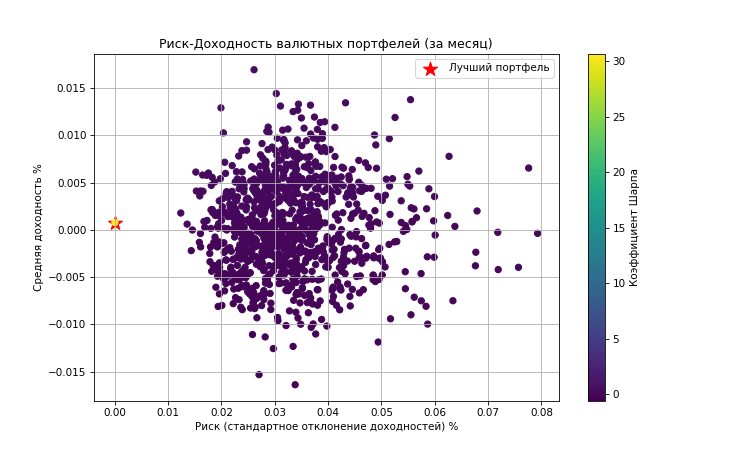 Риск-Доходность валютных портфелей (за месяц)
Лучший портфель
Средняя доходность %
0.015
0.010
0.005
0.000
−0.005
−0.010
−0.015
0.00 0.01 0.02 0.03 0.04 0.05 0.06 0.07 0.08
Риск (стандартное отклонение доходностей) %
30
25
20
15
10
5
0
Коэффициент Шарпа